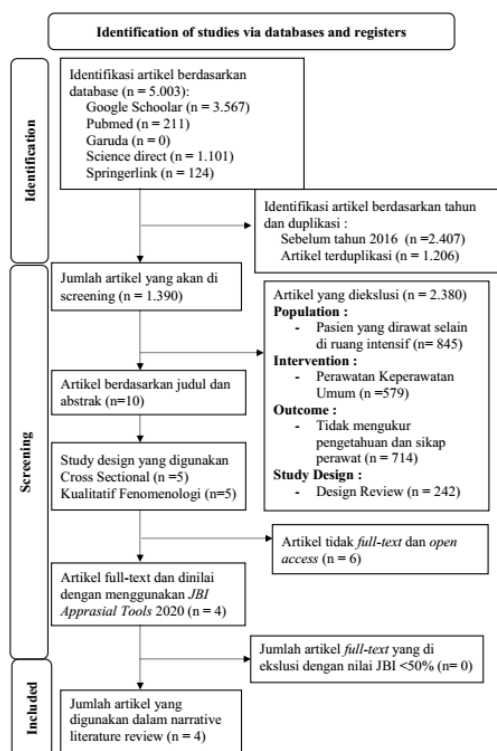 Identification of studies via databases and registers
Identification
Identifikasi artikel berdasarkan
database (n = 5.003):
Google Schoolar (n = 3.567)
Pubmed (n = 211)
Garuda (n = 0)
Science direct (n = 1.101)
Springerlink (n = 124)
Identifikasi artikel berdasarkan tahun
dan duplikasi :
Sebelum tahun 2016 (n =2.407)
Artikel terduplikasi (n = 1.206)
Screening
Jumlah artikel yang akan di
screening (n = 1.390)
Artikel yang diekslusi (n = 2.380)
Population :
- Pasien yang dirawat selain
di ruang intensif (n= 845)
Intervention :
- Perawatan Keperawatan
Umum (n =579)
Outcome :
- Tidak mengukur
pengetahuan dan sikap
perawat (n = 714)
Study Design :
- Design Review (n = 242)
Artikel berdasarkan judul dan
abstrak (n=10)
Study design yang digunakan
Cross Sectional (n =5)
Kualitatif Fenomenologi (n=5)
Artikel tidak full-text dan open
access (n = 6)
Artikel full-text dan dinilai
dengan menggunakan JBI
Apprasial Tools 2020 (n = 4)
Jumlah artikel full-text yang di
ekslusi dengan nilai JBI <50% (n= 0)
Included
Jumlah artikel yang
digunakan dalam narrative
literature review (n = 4)